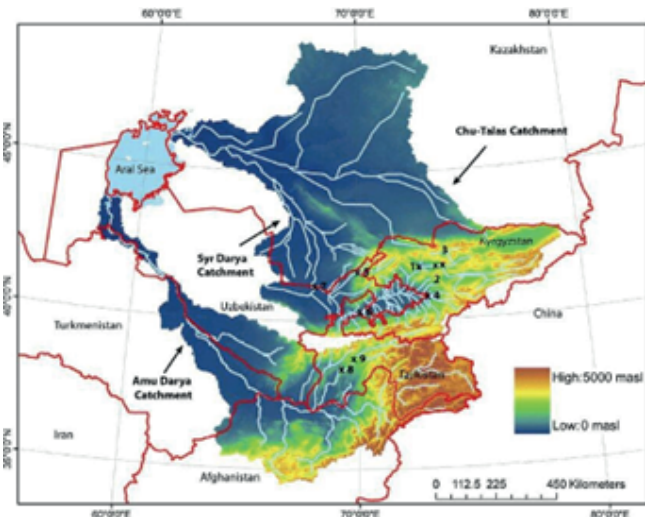 60°0'0"E
70°0'0"E
80°0'0"E
Kazakhstan
45°0'0"N
Aral Sea
Chu-Talas Catchment
Syr Darya
Catchment
Kyrgyzstan
40°0'0"N
Uzbekistan
China
Turkmenistan
x 9
x 8
Tajikistan
Amu Darya
Catchment
High:5000 masl
Low:0 masl
Iran
35°0'0"N
Afghanistan
0 112.5 225 450 Kilometers
60°0'0"E
70°0'0"E
80°0'0"E